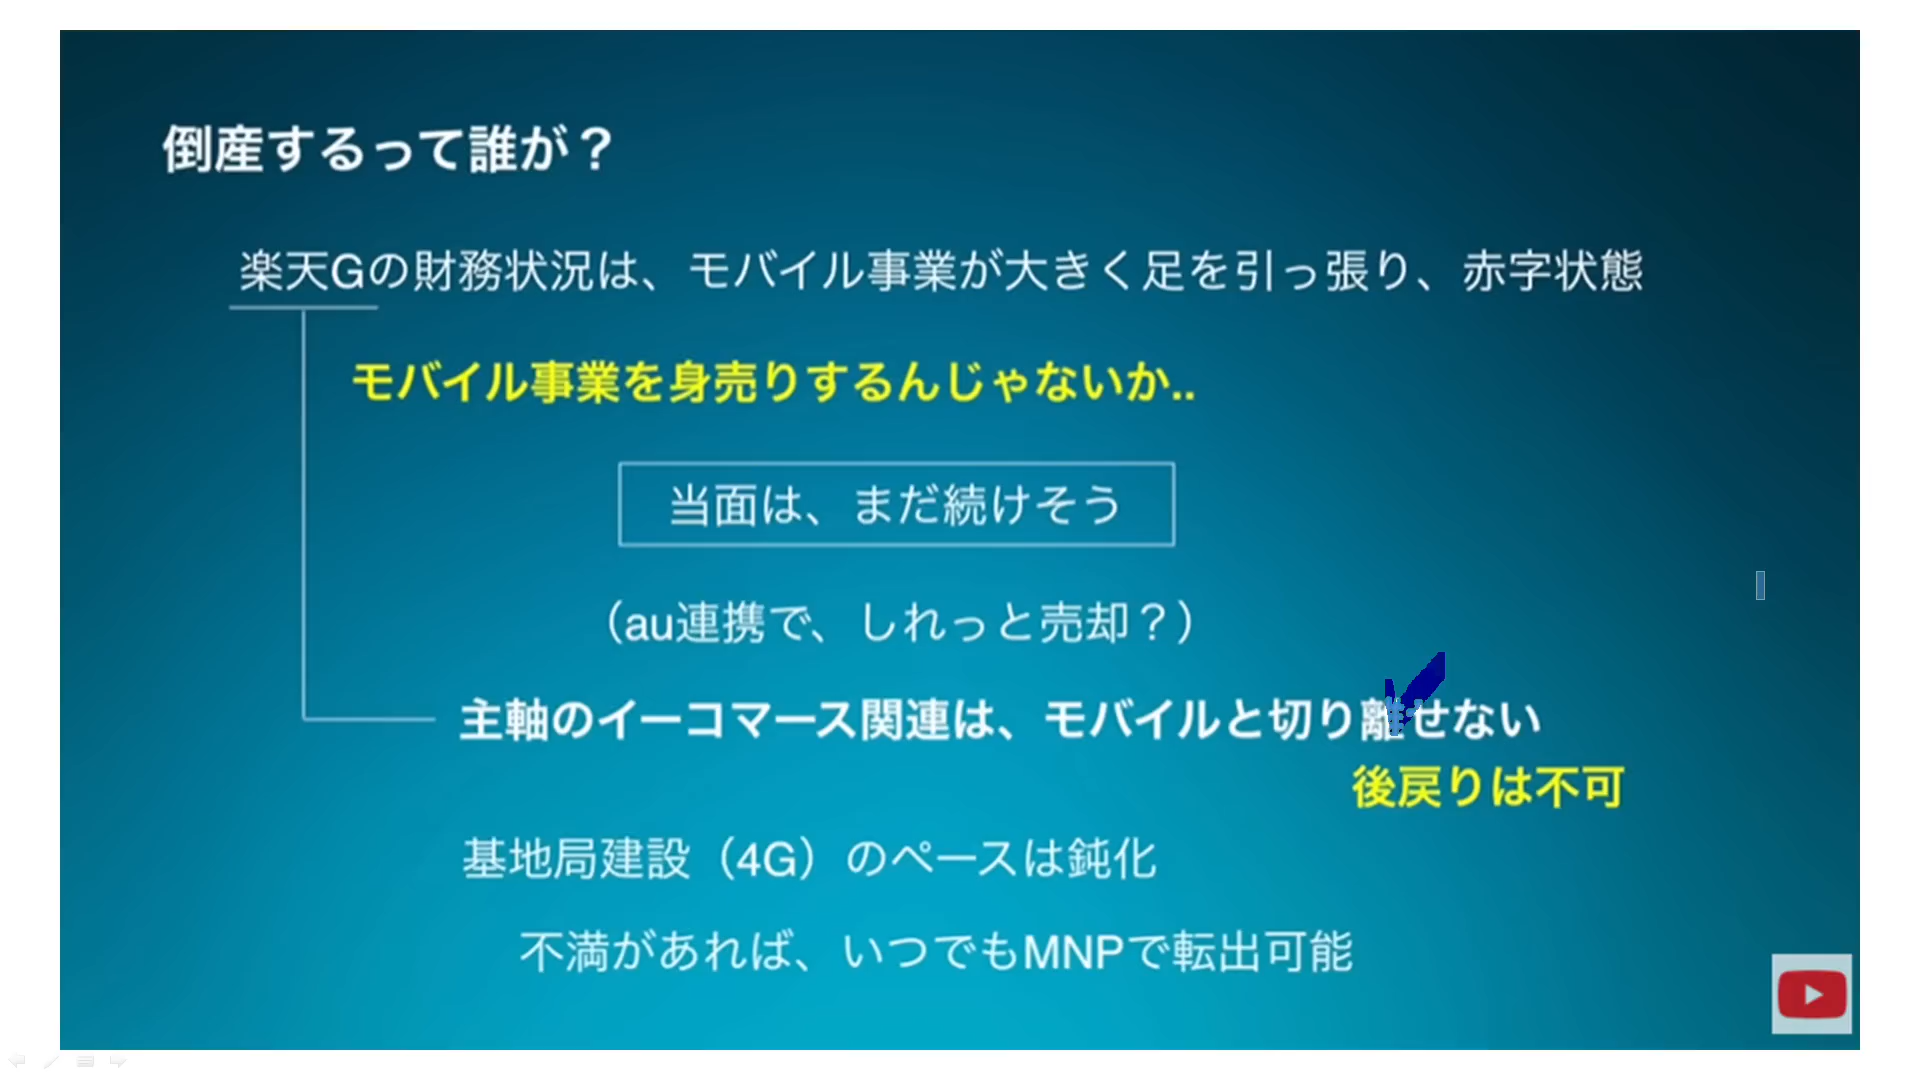 倒産するって誰が？
楽天Gの財務状況は、モバイル事業が大きく足を引っ張り、赤字状態
モバイル事業を身売りするんじゃないか..
当面は、まだ続けそう
（au連携で、しれっと売却？）
主軸のイーコマース関連は、モバイルと切り離せない
後戻りは不可
基地局建設（4G）のペースは鈍化
不満があれば、いつでもMNPで転出可能